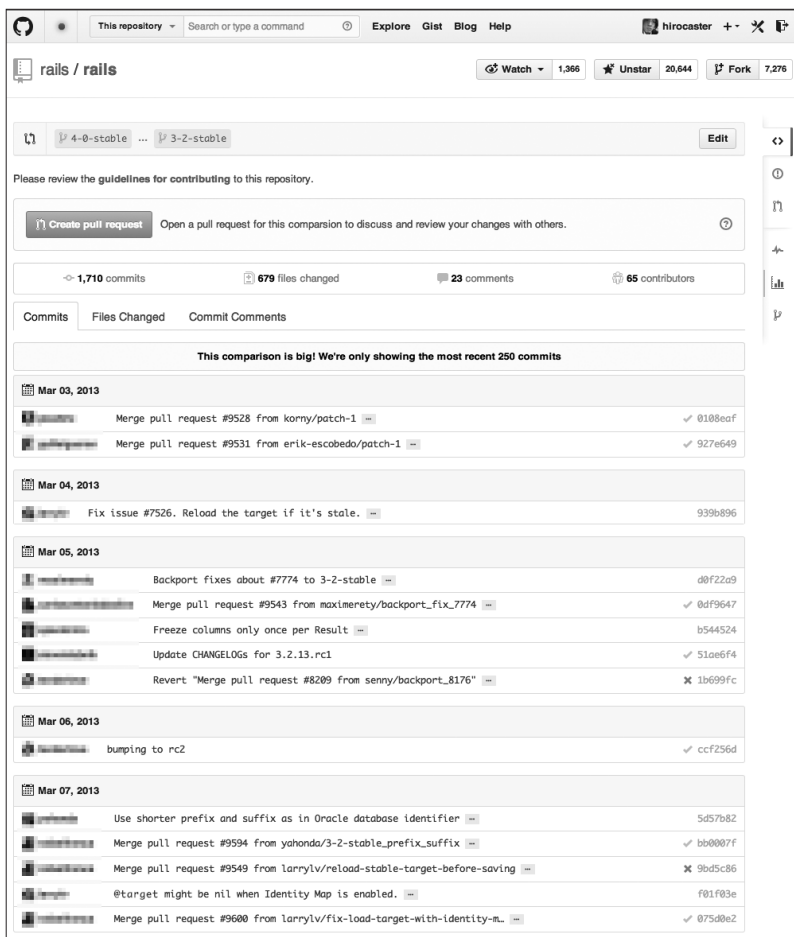 This repository Search or type a command Explore Gist Blog Help hirocaster
rails / rails Watch 1,366 Unstar 20,644 Fork 7,276
4-0-stable ... 3-2-stable Edit
Please review the guidelines for contributing to this repository.
Create pull request Open a pull request for this comparsion to discuss and review your changes with others.
1,710 commits 679 files changed 23 comments 65 contributors
Commits Files Changed Commit Comments
This comparison is big! We're only showing the most recent 250 commits
Mar 03, 2013
Merge pull request #9528 from korny/patch-1 … 0108eaf
Merge pull request #9531 from erik-escobedo/patch-1 … 927e649
Mar 04, 2013
Fix issue #7526. Reload the target if it's stale. … 939b896
Mar 05, 2013
Backport fixes about #7774 to 3-2-stable … d0f22a9
Merge pull request #9543 from maximerety/backport_fix_7774 … 0df9647
Freeze columns only once per Result … b544524
Update CHANGELOGs for 3.2.13.rc1 51ae6f4
Revert "Merge pull request #8209 from senny/backport_8176" … 1b699fc
Mar 06, 2013
bumping to rc2 ccf256d
Mar 07, 2013
Use shorter prefix and suffix as in Oracle database identifier … 5d57b82
Merge pull request #9594 from yahonda/3-2-stable_prefix_suffix … bb0007f
Merge pull request #9549 from larrylv/reload-stable-target-before-saving … 9bd5c86
@target might be nil when Identity Map is enabled. … f01f03e
Merge pull request #9600 from larrylv/fix-load-target-with-identity-m… … 075d0e2